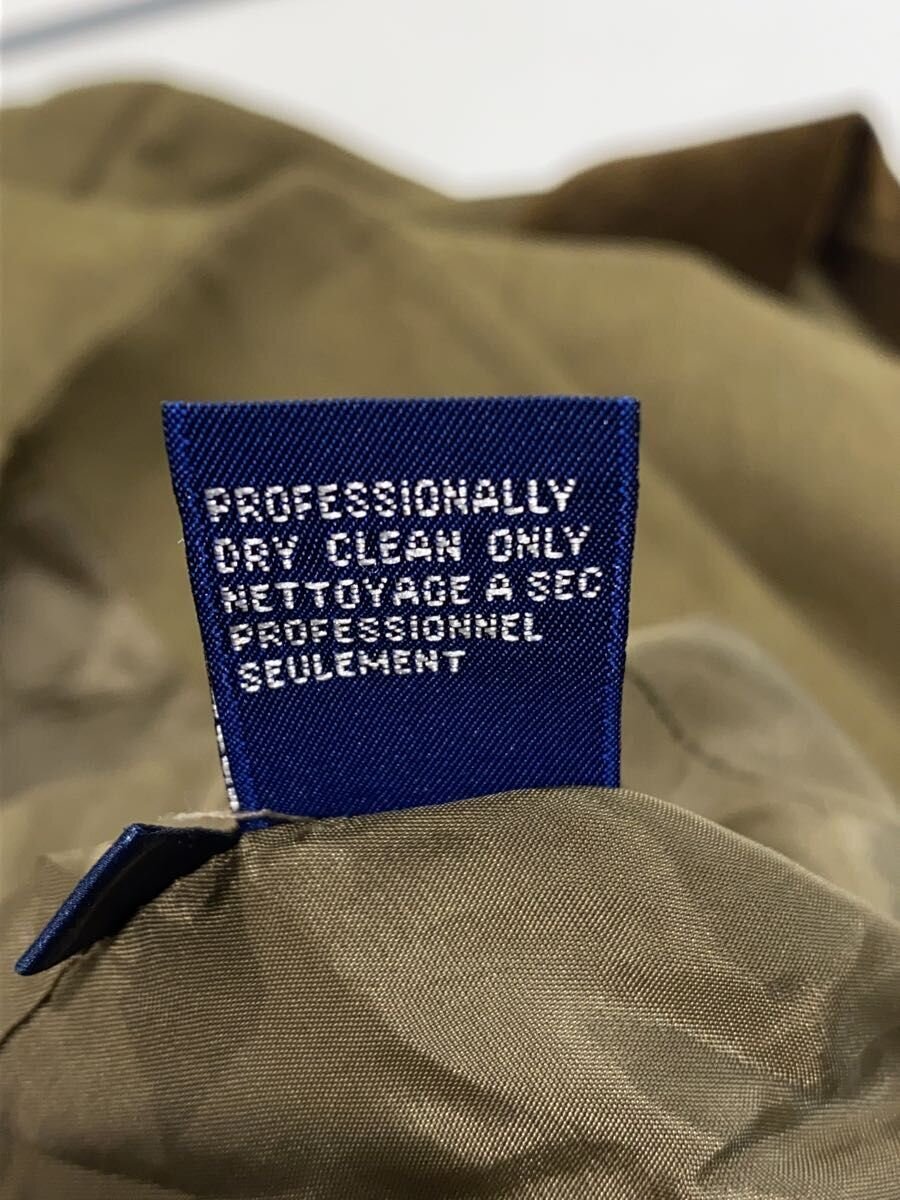 PROFESSIONALLY
DRY CLEAN ONLY
NETTOYAGE A SEC
PROFESSIONNEL
SEULEMENT